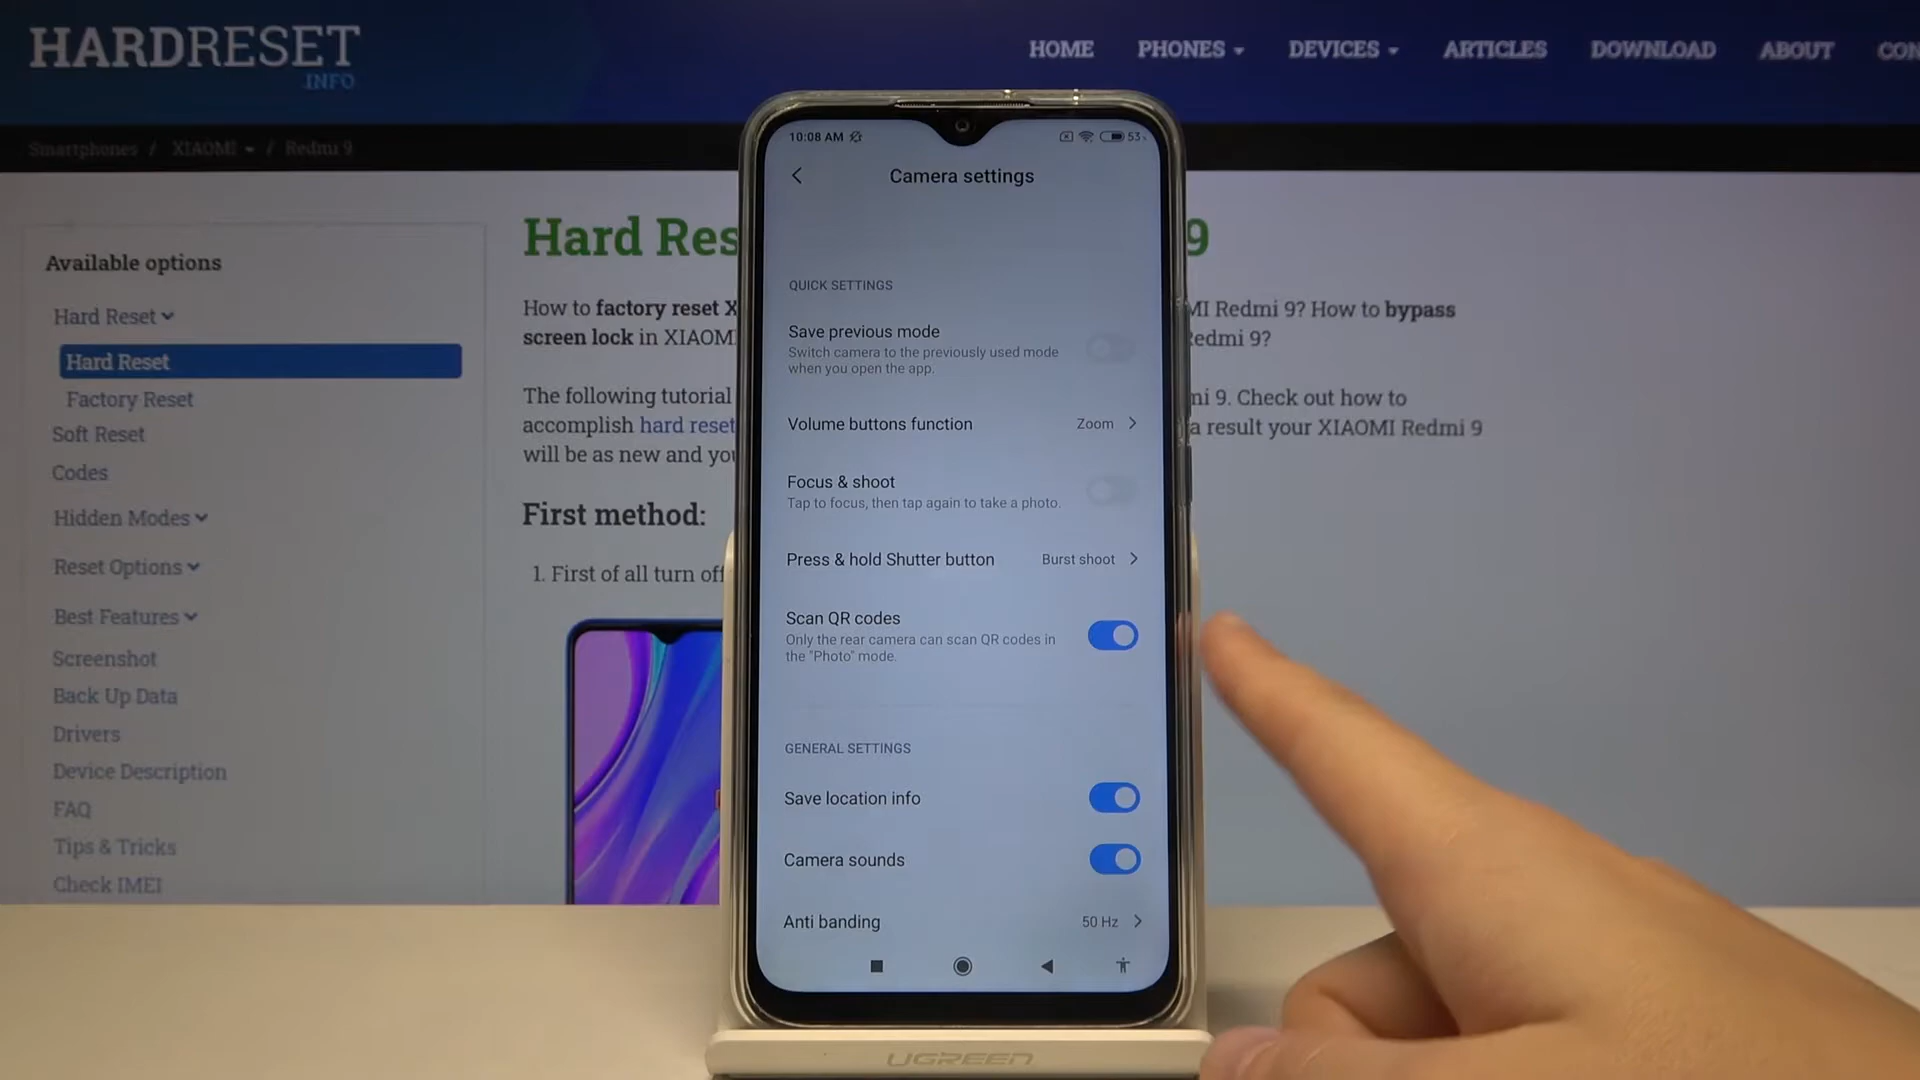 HARDRESET
.INFO
HOME PHONES DEVICES ARTICLES DOWNLOAD ABOUT
Smartphones / XIAOMI / Redmi 9
Available options
Hard Reset
Hard Reset
Factory Reset
Soft Reset
Codes
Hidden Modes
Reset Options
Best Features
Screenshot
Back Up Data
Drivers
Device Description
FAQ
Tips & Tricks
Check IMEI
Hard Res 9
How to factory reset X MI Redmi 9? How to bypass
screen lock in XIAOM edmi 9?
The following tutorial mi 9. Check out how to
accomplish hard reset a result your XIAOMI Redmi 9
will be as new and you
First method:
1. First of all turn off
10:08 AM 53
Camera settings
QUICK SETTINGS
Save previous mode
Switch camera to the previously used mode
when you open the app.
Volume buttons function Zoom
Focus & shoot
Tap to focus, then tap again to take a photo.
Press & hold Shutter button Burst shoot
Scan QR codes
Only the rear camera can scan QR codes in
the "Photo" mode.
GENERAL SETTINGS
Save location info
Camera sounds
Anti banding 50 Hz
UGREEN